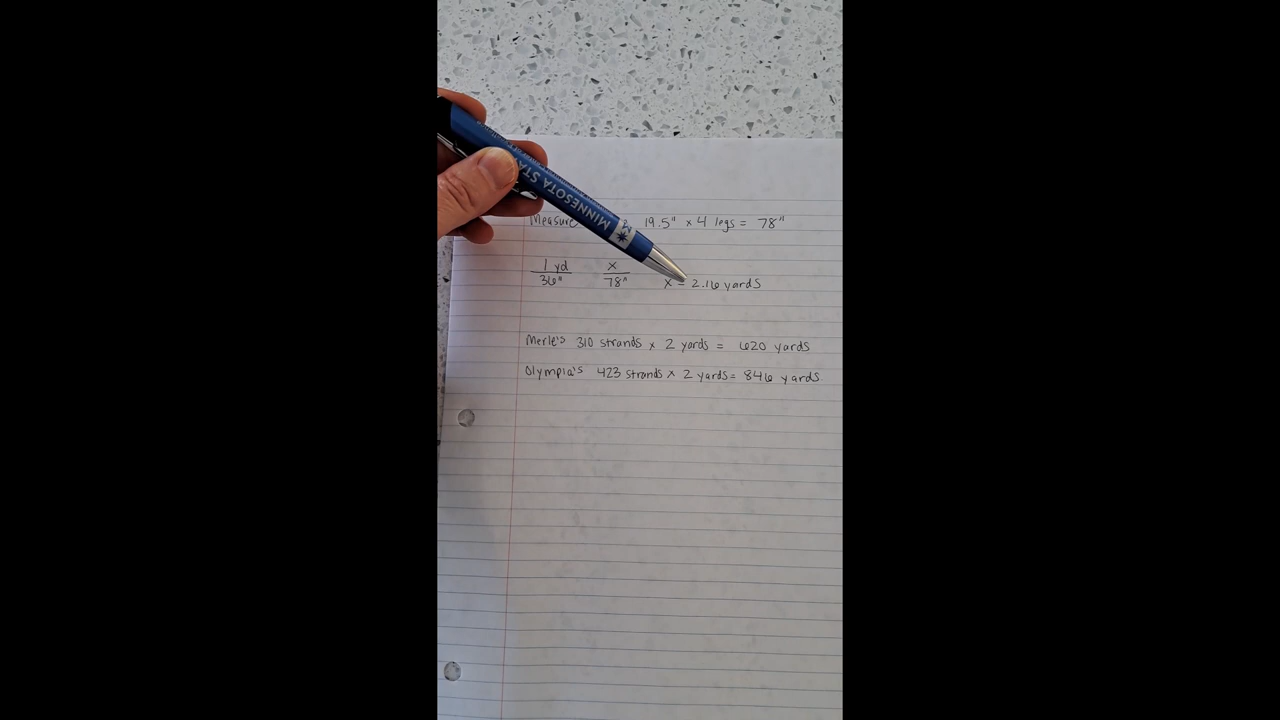 MINNESOTA STA
Measure 19.5" x 4 legs = 78"
1 yd x
36" 78" x = 2.16 yards
Merle's 310 strands x 2 yards = 620 yards
Olympia's 423 strands x 2 yards = 846 yards